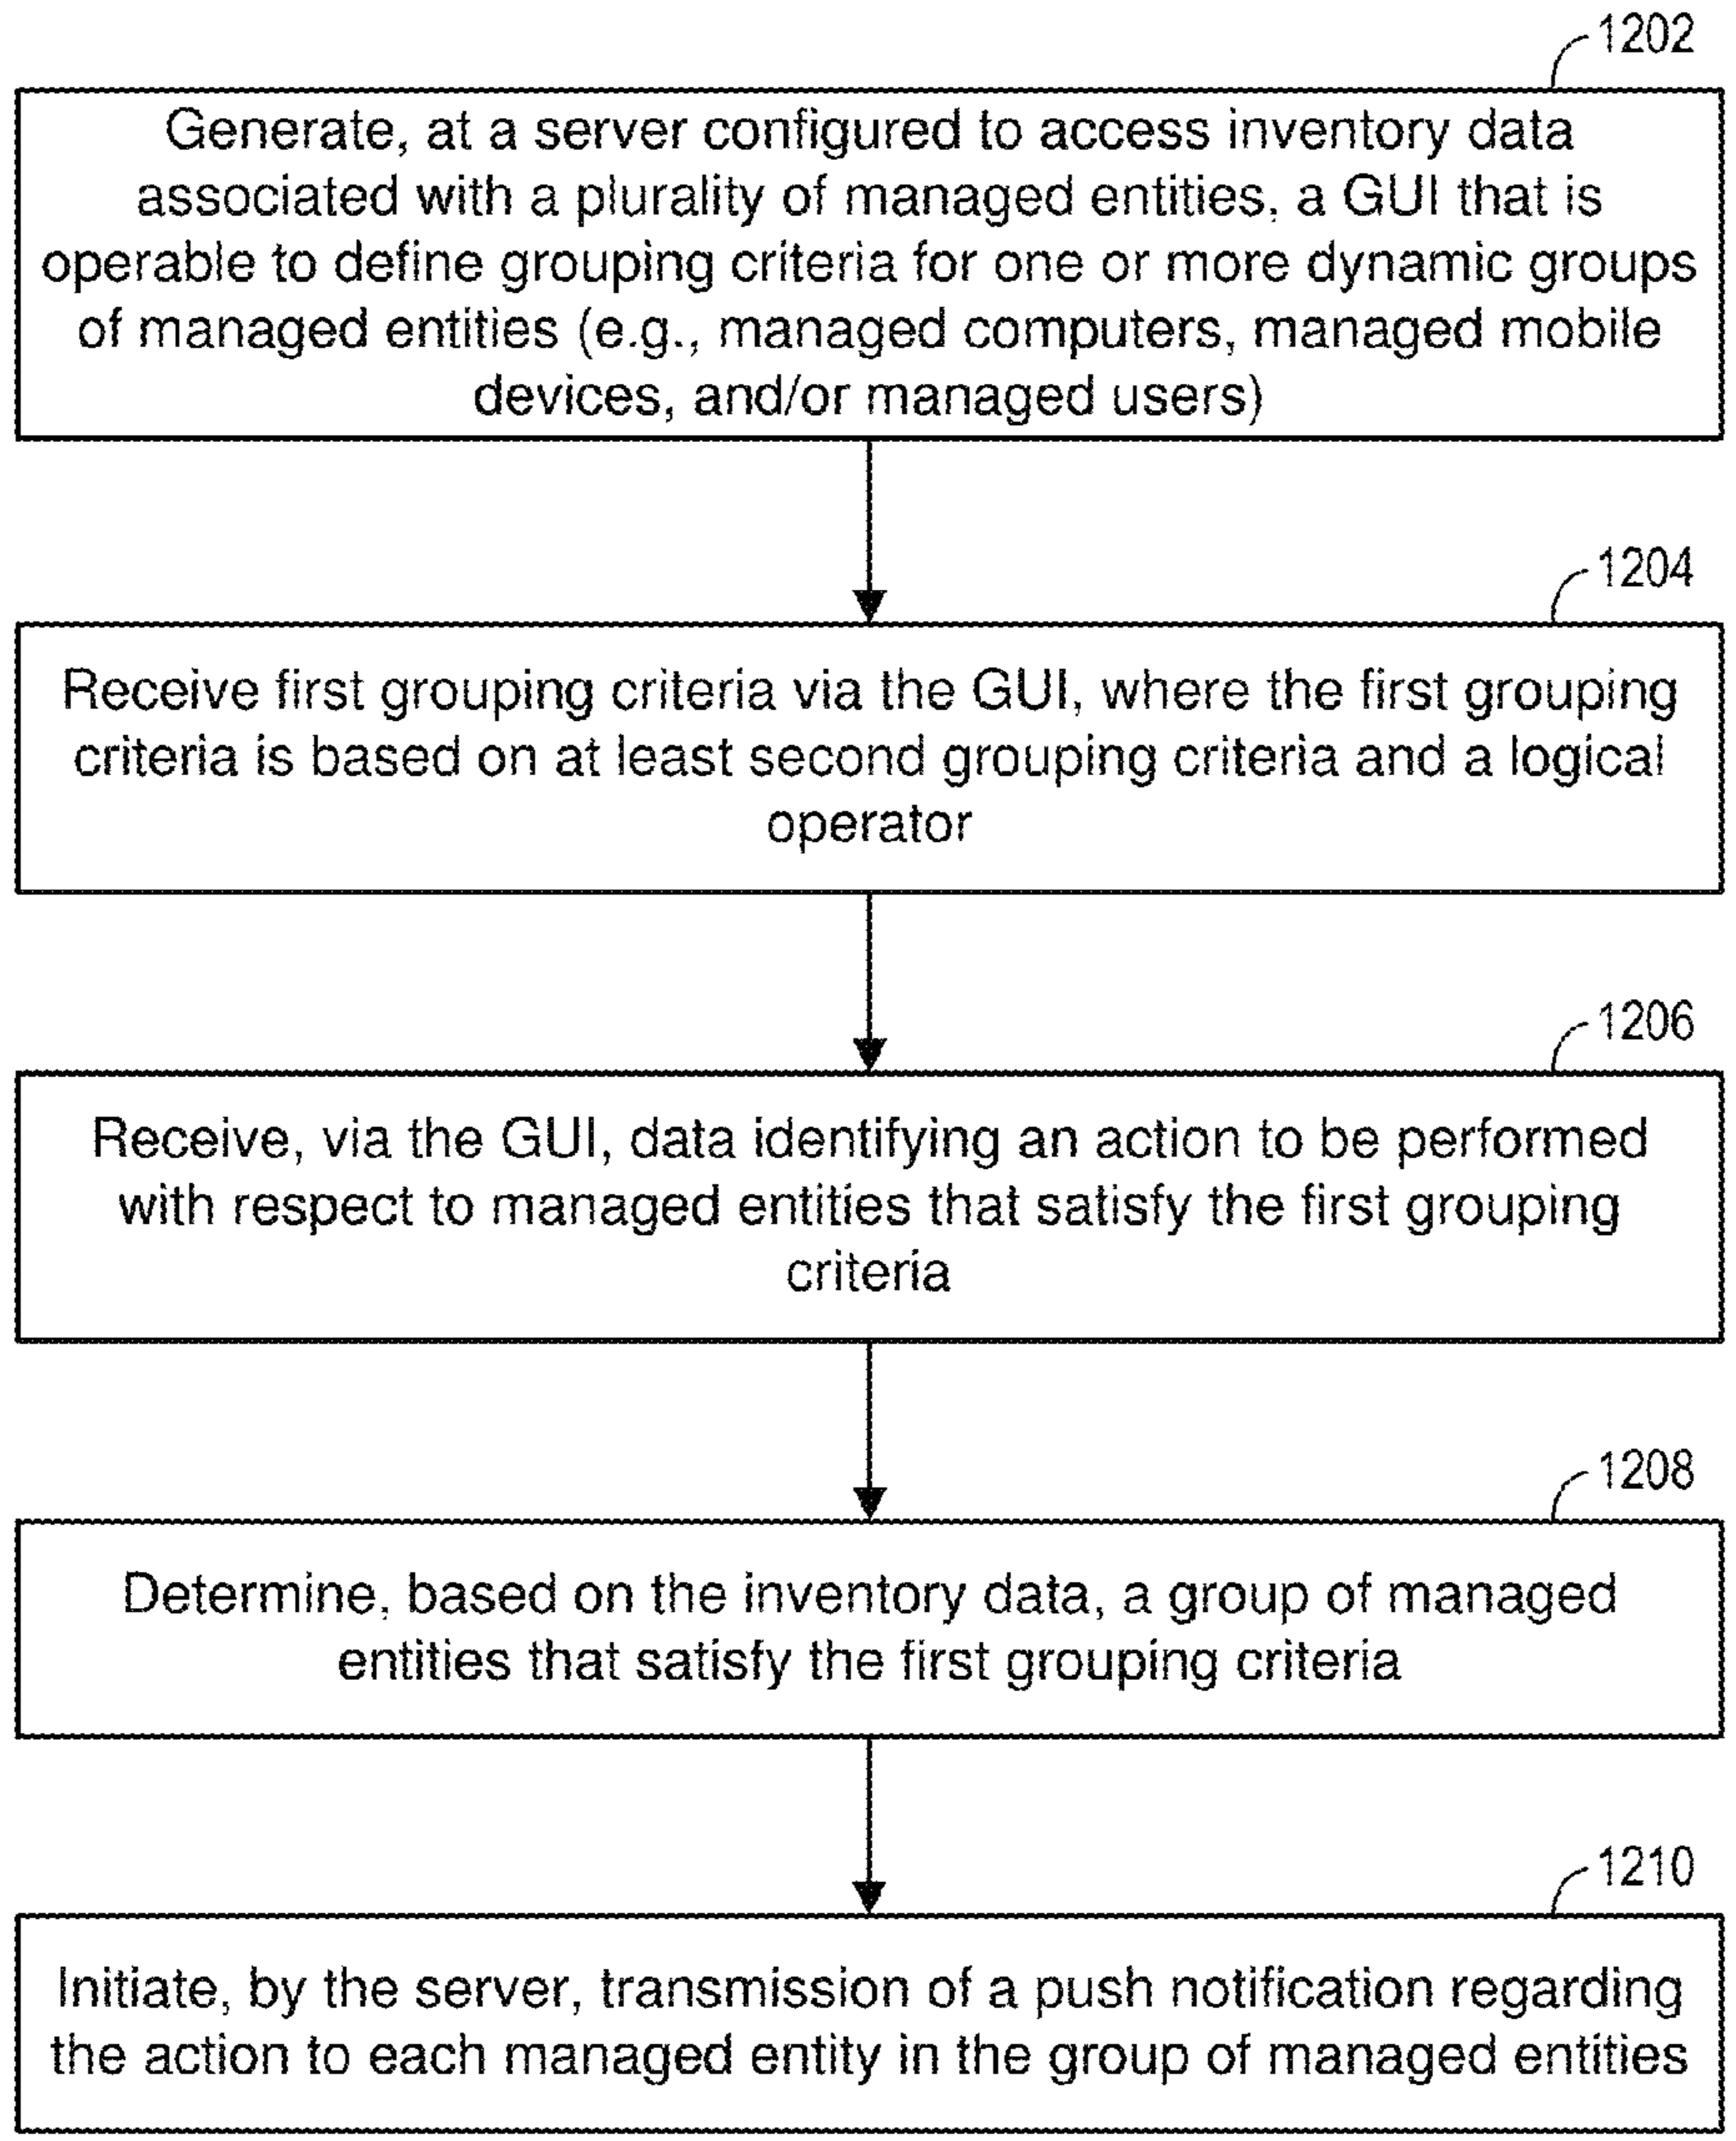 1202
Generate, at a server configured to access inventory data
associated with a plurality of managed entities, a GUI that is
operable to define grouping criteria for one or more dynamic groups
of managed entities (e.g., managed computers, managed mobile
devices, and/or managed users)
1204
Receive first grouping criteria via the GUI, where the first grouping
criteria is based on at least second grouping criteria and a logical
operator
1206
Receive, via the GUI, data identifying an action to be performed
with respect to managed entities that satisfy the first grouping
criteria
1208
Determine, based on the inventory data, a group of managed
entities that satisfy the first grouping criteria
1210
Initiate, by the server, transmission of a push notification regarding
the action to each managed entity in the group of managed entities